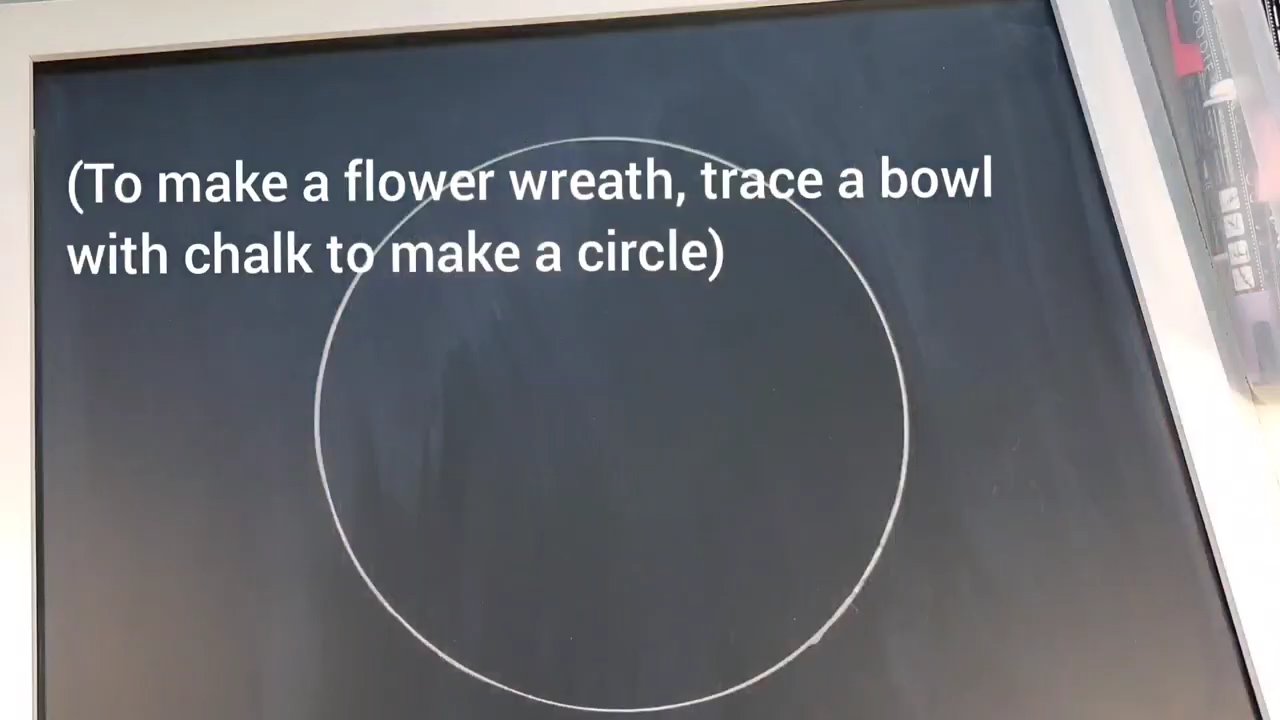 (To make a flower wreath, trace a bowl
with chalk to make a circle)